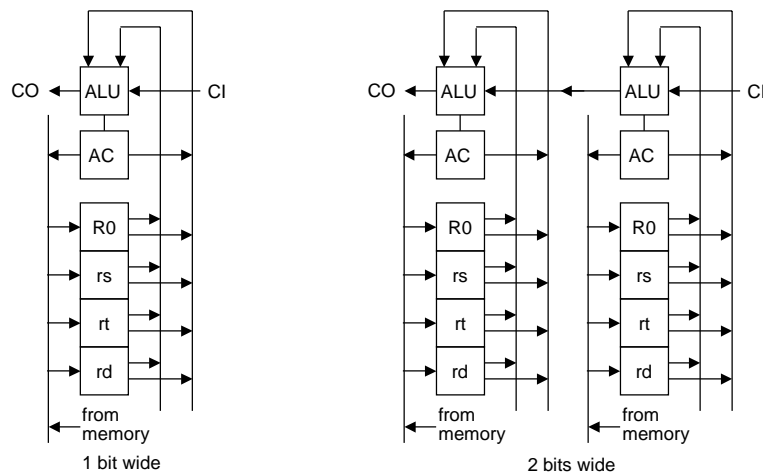 CO
ALU
CI
CO
ALU
ALU
CI
AC
AC
AC
R0
R0
R0
rs
rs
rs
rt
rt
rt
rd
rd
rd
from
memory
from
memory
from
memory
1 bit wide
2 bits wide